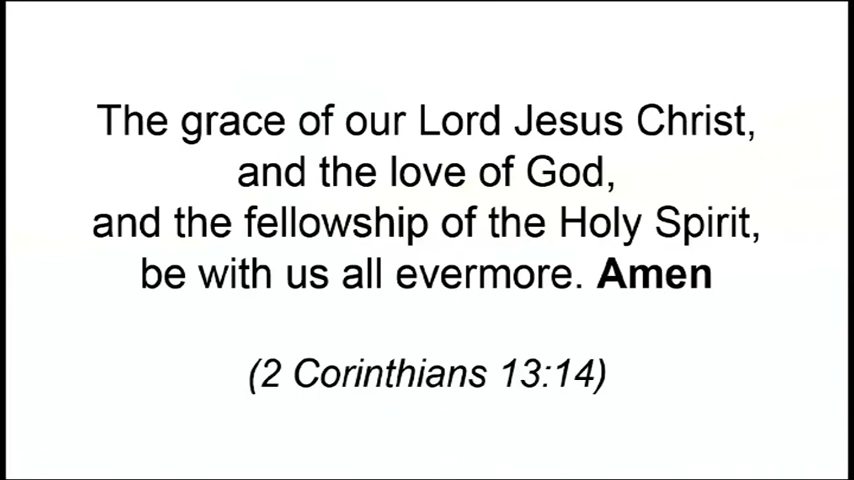 The grace of our Lord Jesus Christ,
and the love of God,
and the fellowship of the Holy Spirit,
be with us all evermore. Amen
(2 Corinthians 13:14)